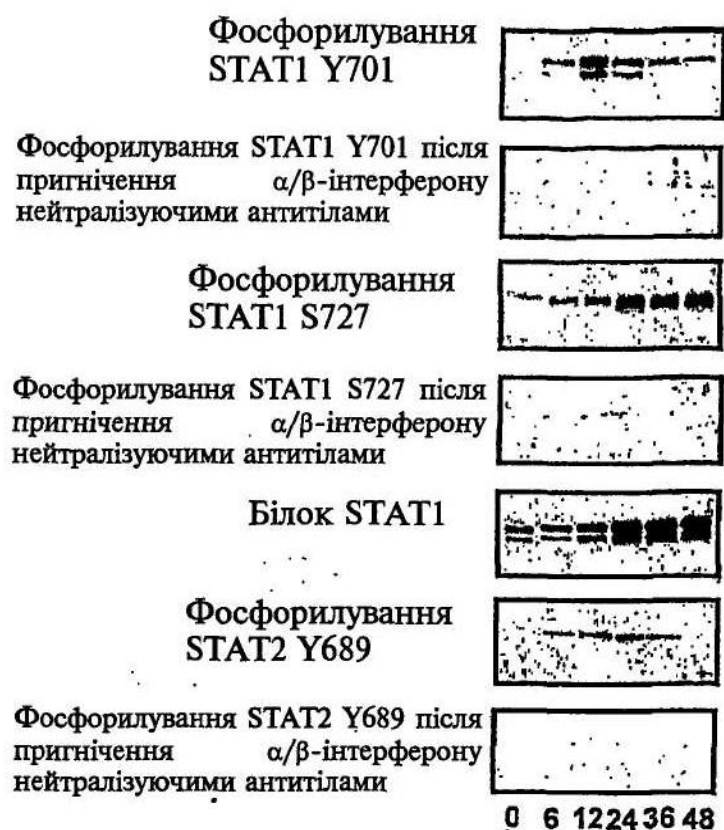 Фосфорилування
STAT1 Y701
Фосфорилування STAT1 Y701 після
пригнічення α/β-інтерферону
нейтралізуючими антитілами
Фосфорилування
STAT1 S727
Фосфорилування STAT1 S727 після
пригнічення α/β-інтерферону
нейтралізуючими антитілами
Білок STAT1
Фосфорилування
STAT2 Y689
Фосфорилування STAT2 Y689 після
пригнічення α/β-інтерферону
нейтралізуючими антитілами
0 6 12 24 36 48